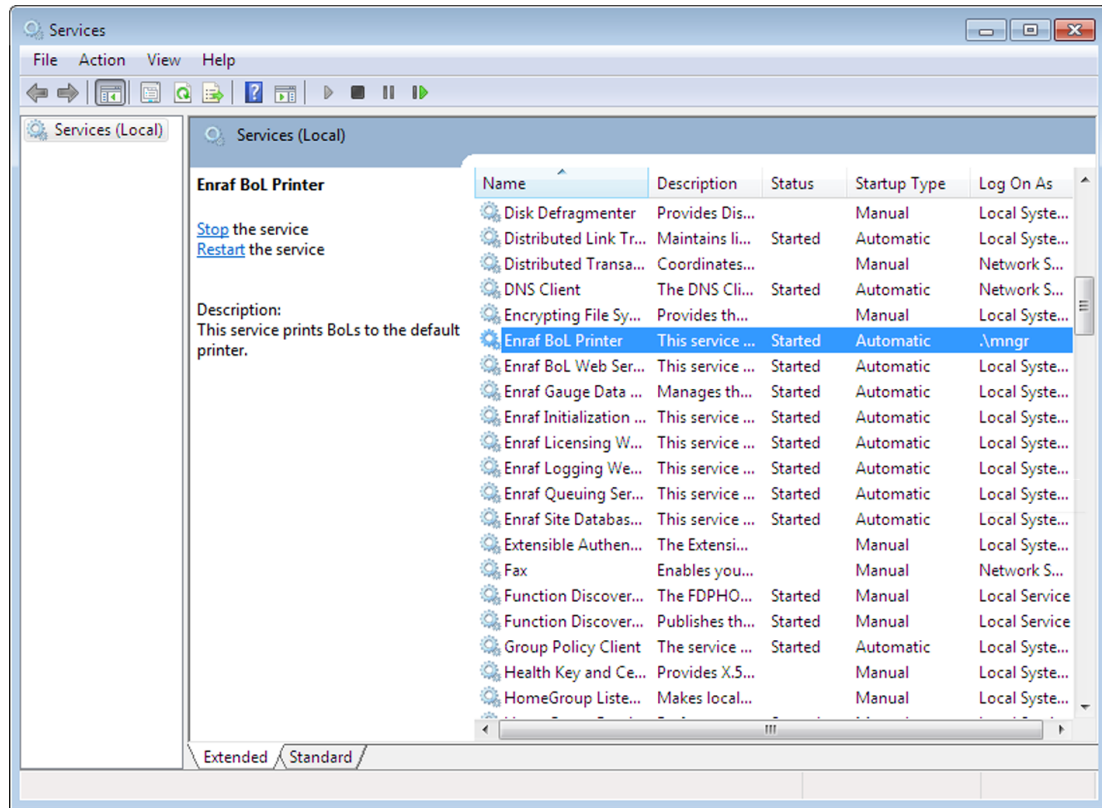 Services
File Action View Help
Services (Local)
Services (Local)
Enraf BoL Printer
Stop the service
Restart the service
Description:
This service prints BoLs to the default
printer.
Name Description Status Startup Type Log On As
Disk Defragmenter Provides Dis... Manual Local Syste...
Distributed Link Tr... Maintains li... Started Automatic Local Syste...
Distributed Transa... Coordinates... Manual Network S...
DNS Client The DNS Cli... Started Automatic Network S...
Encrypting File Sy... Provides th... Manual Local Syste...
Enraf BoL Printer This service ... Started Automatic .\mngr
Enraf BoL Web Ser... This service ... Started Automatic Local Syste...
Enraf Gauge Data ... Manages th... Started Automatic Local Syste...
Enraf Initialization ... This service ... Started Automatic Local Syste...
Enraf Licensing W... This service ... Started Automatic Local Syste...
Enraf Logging We... This service ... Started Automatic Local Syste...
Enraf Queuing Ser... This service ... Started Automatic Local Syste...
Enraf Site Databas... This service ... Started Automatic Local Syste...
Extensible Authen... The Extensi... Manual Local Syste...
Fax Enables you... Manual Network S...
Function Discover... The FDPHO... Started Manual Local Service
Function Discover... Publishes th... Started Manual Local Service
Group Policy Client The service ... Started Automatic Local Syste...
Health Key and Ce... Provides X.5... Manual Local Syste...
HomeGroup Liste... Makes local... Manual Local Syste...
Extended Standard